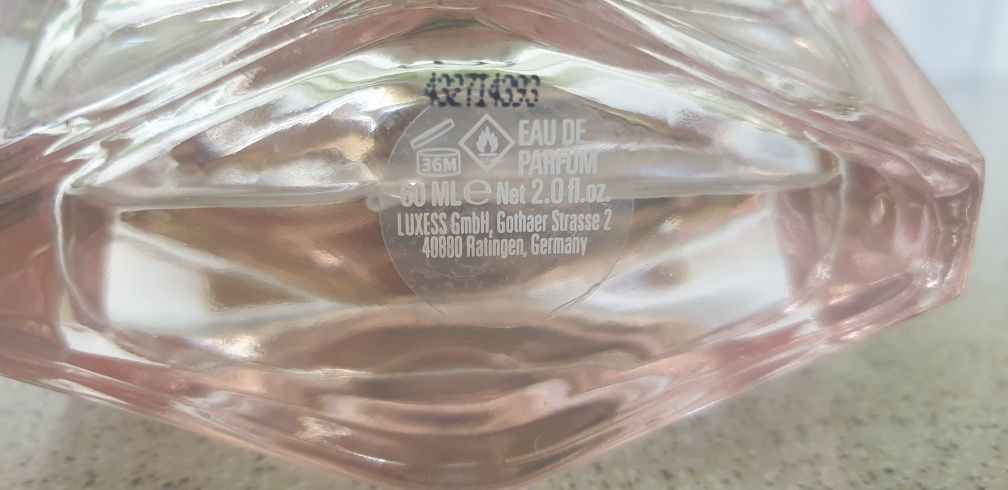 36M
EAU DE
PARFUM
60 ML e Net 2.0 fl.oz.
LUXESS GmbH, Gothaer Strasse 2
40880 Ratingen, Germany